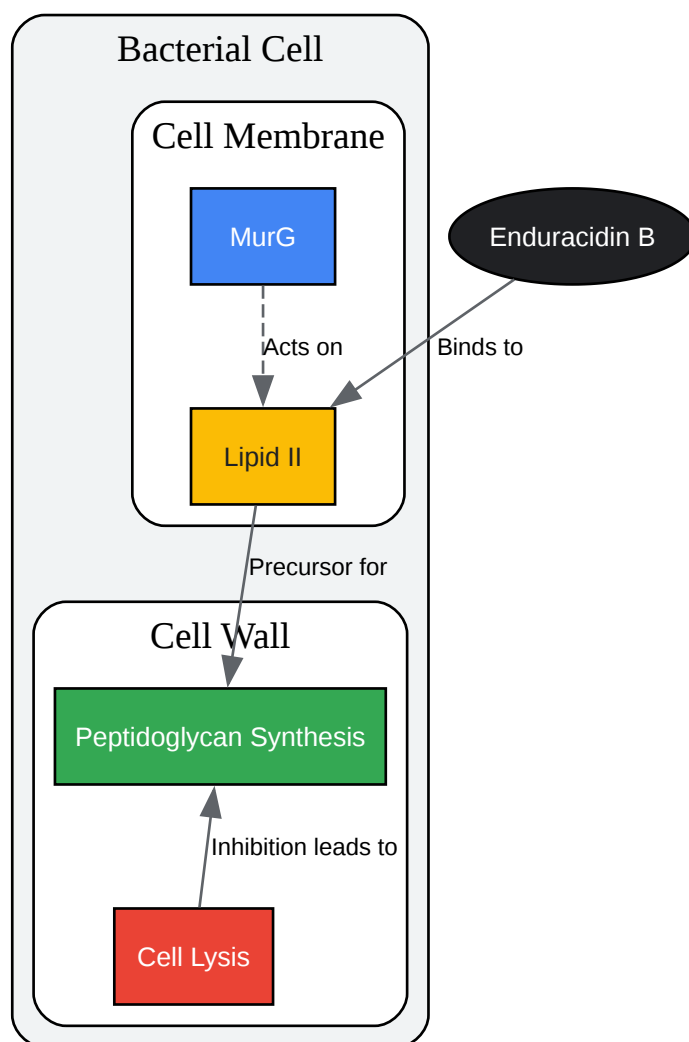 Bacterial Cell
Cell Membrane
MurG
Enduracidin B
Acts on
Binds to
Lipid II
Precursor for
Cell Wall
Peptidoglycan Synthesis
Inhibition leads to
Cell Lysis